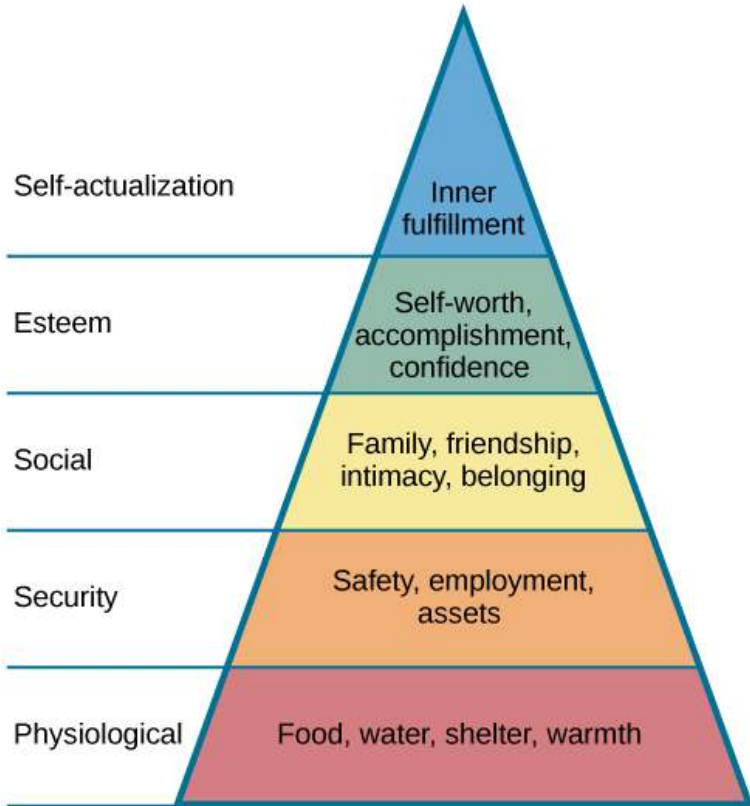 Self-actualization
Inner
fulfillment
Esteem
Self-worth,
accomplishment,
confidence
Social
Family, friendship,
intimacy, belonging
Security
Safety, employment,
assets
Physiological
Food, water, shelter, warmth